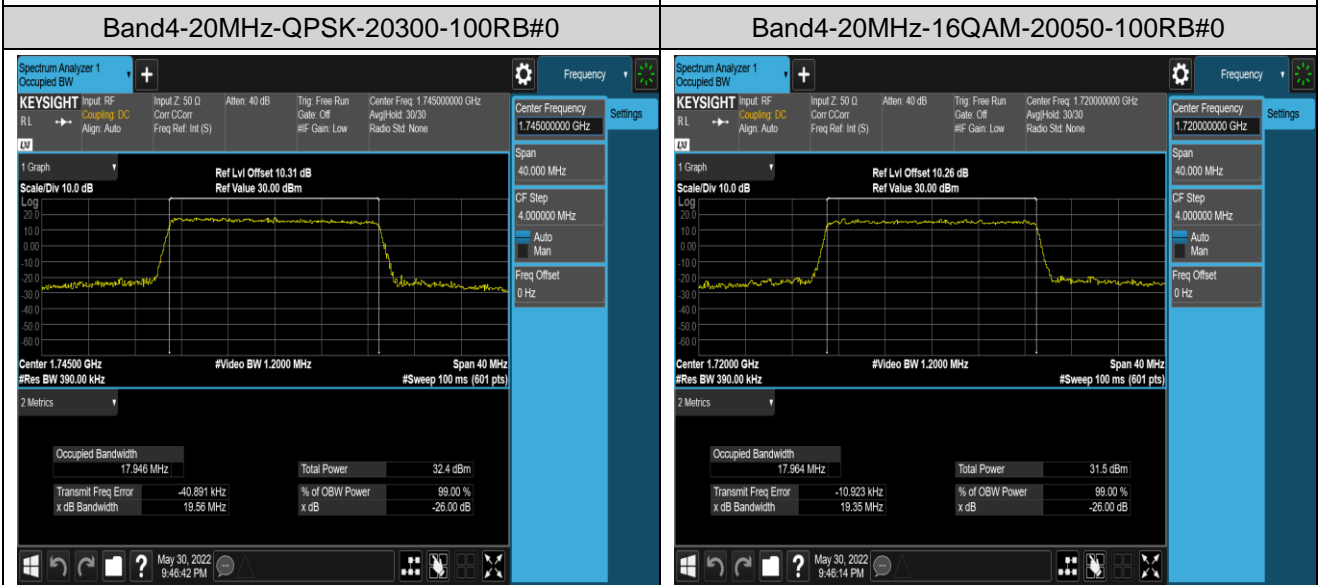 Band4-20MHz-QPSK-20300-100RB#0
Spectrum Analyzer 1
Occupied BW
Frequency
KEYSIGHT
RL
LXI
Input: RF
Coupling: DC
Align: Auto
Input Z: 50 Ω
Corr CCorr
Freq Ref: Int (S)
Atten: 40 dB
Trig: Free Run
Gate: Off
#IF Gain: Low
Center Freq: 1.745000000 GHz
Avg|Hold: 30/30
Radio Std: None
Center Frequency
1.745000000 GHz
Settings
Span
40.000 MHz
CF Step
4.000000 MHz
Auto
Man
Freq Offset
0 Hz
1 Graph
Scale/Div 10.0 dB
Ref Lvl Offset 10.31 dB
Ref Value 30.00 dBm
Log
20.0
10.0
0.00
-10.0
-20.0
-30.0
-40.0
-50.0
-60.0
Center 1.74500 GHz
#Res BW 390.00 kHz
#Video BW 1.2000 MHz
Span 40 MHz
#Sweep 100 ms (601 pts)
2 Metrics
Occupied Bandwidth
17.946 MHz
Total Power 32.4 dBm
Transmit Freq Error -40.891 kHz
% of OBW Power 99.00 %
x dB Bandwidth 19.56 MHz
x dB -26.00 dB
?
May 30, 2022
9:46:42 PM
Band4-20MHz-16QAM-20050-100RB#0
Spectrum Analyzer 1
Occupied BW
Frequency
KEYSIGHT
RL
LXI
Input: RF
Coupling: DC
Align: Auto
Input Z: 50 Ω
Corr CCorr
Freq Ref: Int (S)
Atten: 40 dB
Trig: Free Run
Gate: Off
#IF Gain: Low
Center Freq: 1.720000000 GHz
Avg|Hold: 30/30
Radio Std: None
Center Frequency
1.720000000 GHz
Settings
Span
40.000 MHz
CF Step
4.000000 MHz
Auto
Man
Freq Offset
0 Hz
1 Graph
Scale/Div 10.0 dB
Ref Lvl Offset 10.26 dB
Ref Value 30.00 dBm
Log
20.0
10.0
0.00
-10.0
-20.0
-30.0
-40.0
-50.0
-60.0
Center 1.72000 GHz
#Res BW 390.00 kHz
#Video BW 1.2000 MHz
Span 40 MHz
#Sweep 100 ms (601 pts)
2 Metrics
Occupied Bandwidth
17.964 MHz
Total Power 31.5 dBm
Transmit Freq Error -10.923 kHz
% of OBW Power 99.00 %
x dB Bandwidth 19.35 MHz
x dB -26.00 dB
?
May 30, 2022
9:46:14 PM